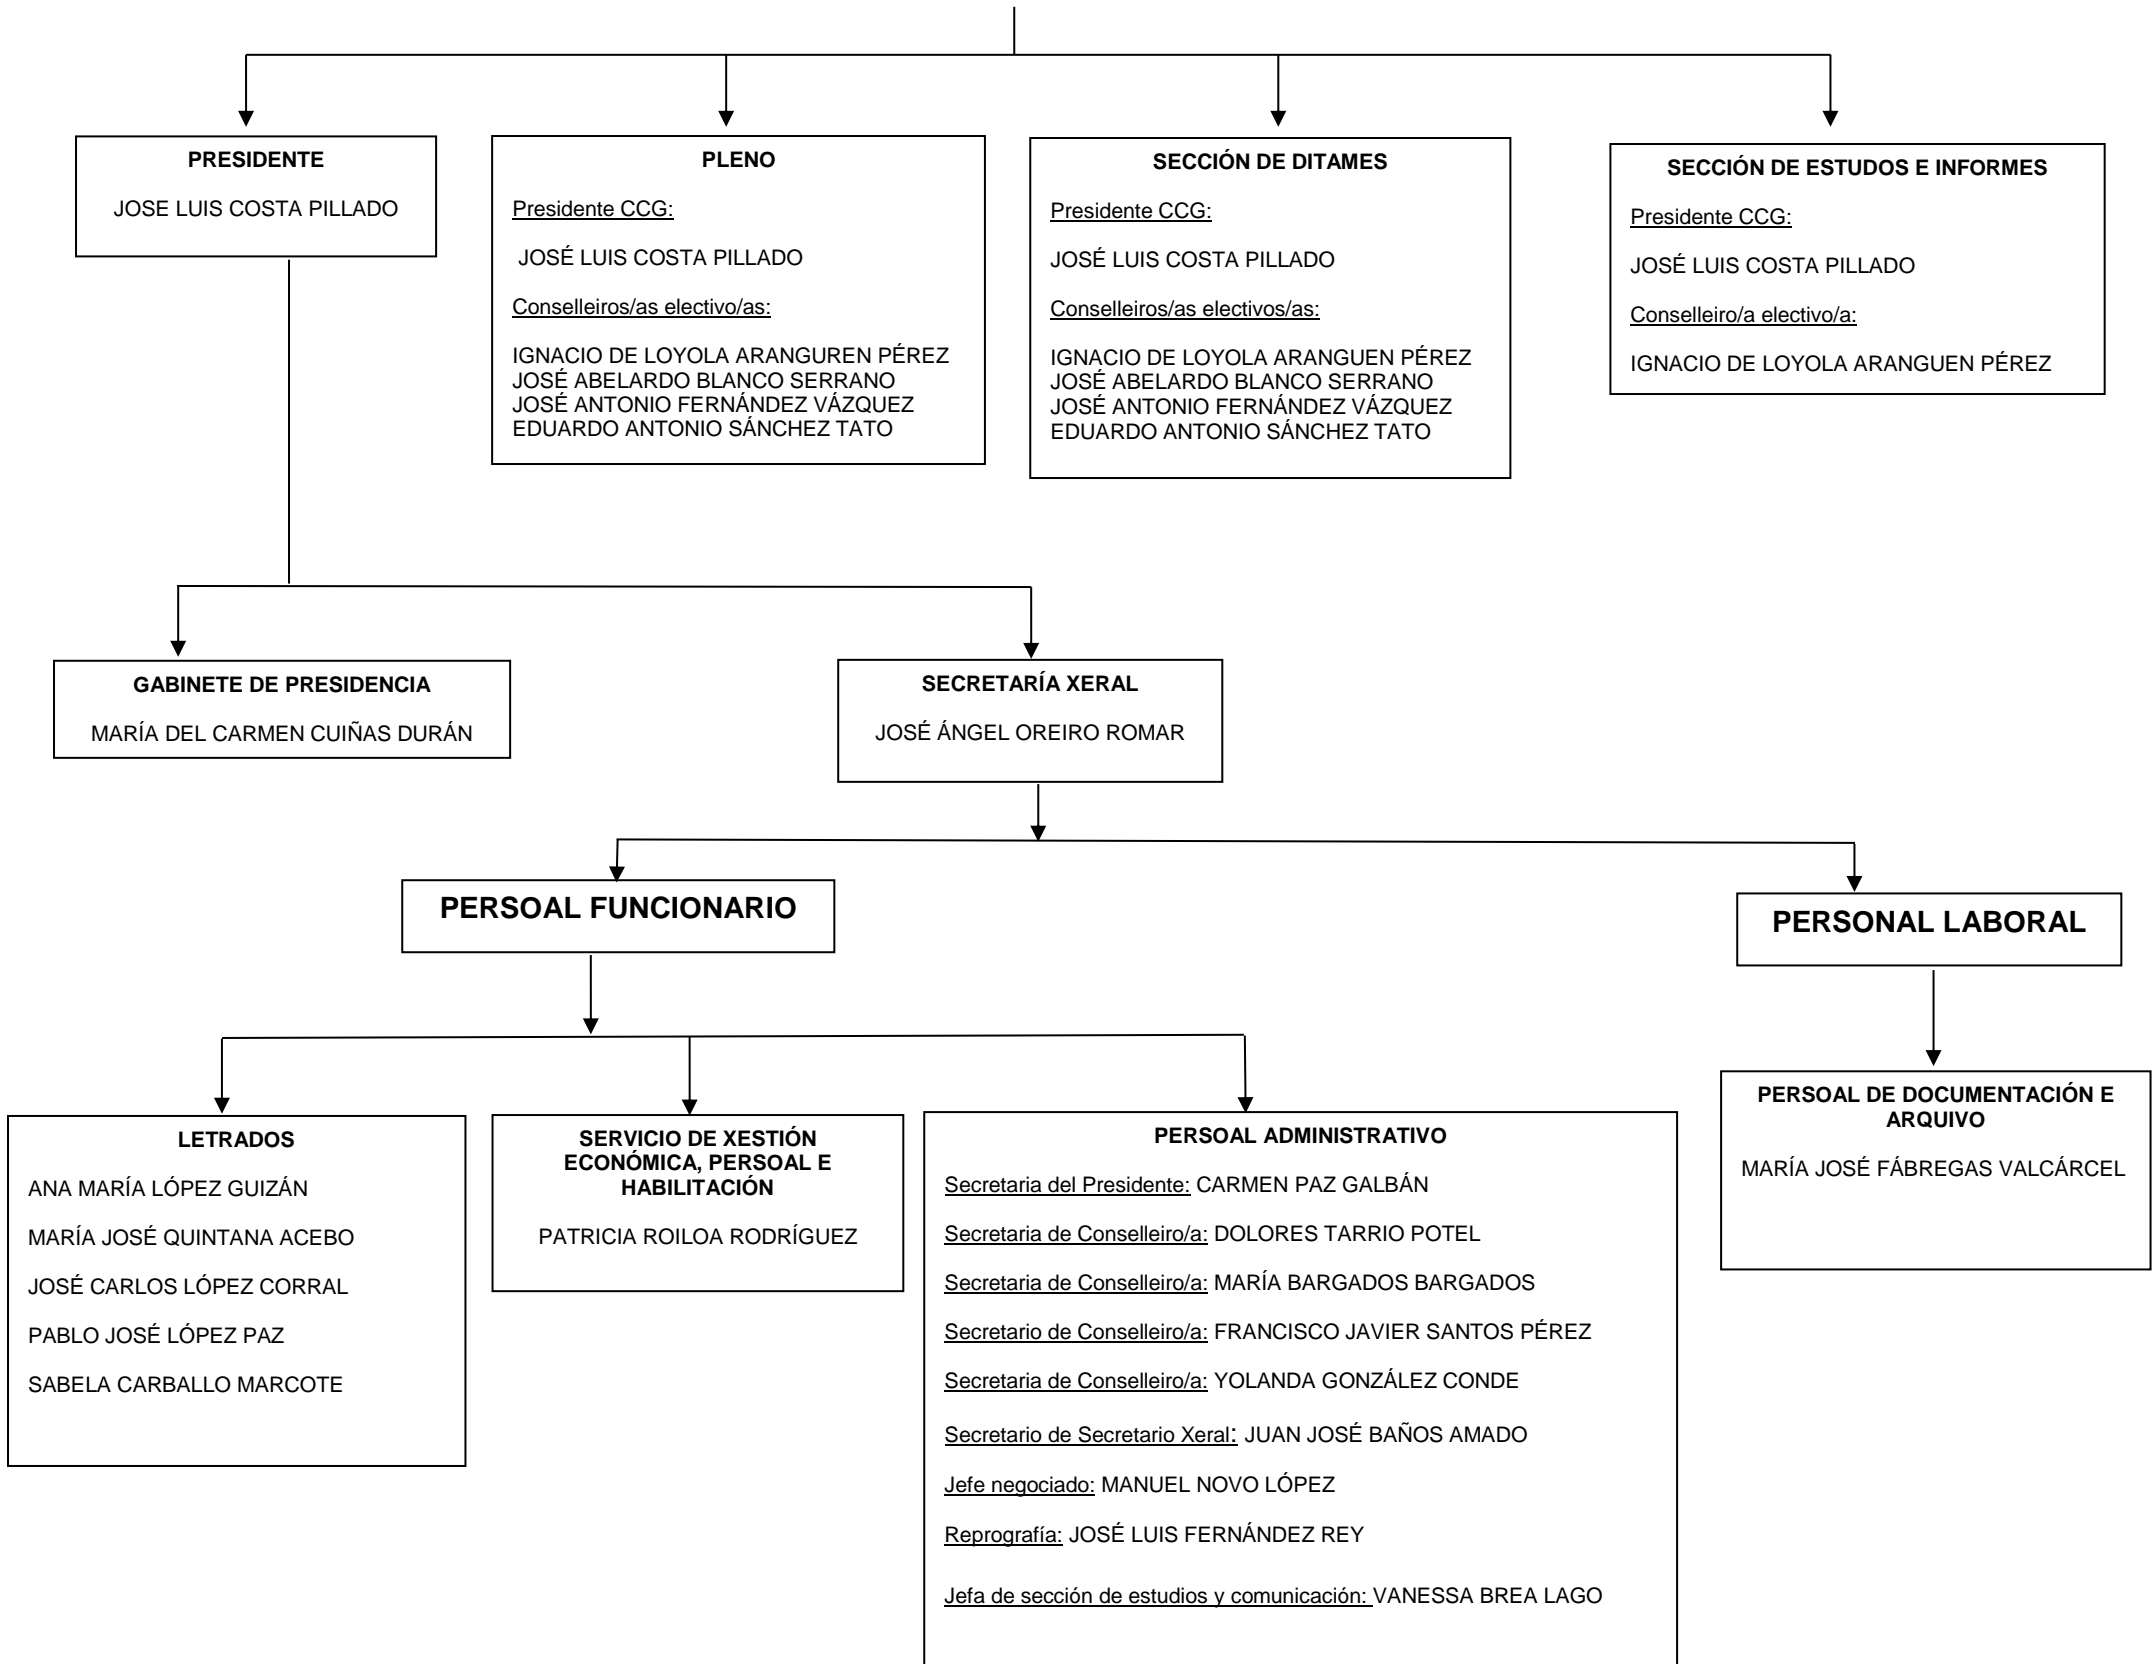 PRESIDENTE
JOSE LUIS COSTA PILLADO
PLENO
Presidente CCG:
JOSÉ LUIS COSTA PILLADO
Conselleiros/as electivo/as:
IGNACIO DE LOYOLA ARANGUREN PÉREZ
JOSÉ ABELARDO BLANCO SERRANO
JOSÉ ANTONIO FERNÁNDEZ VÁZQUEZ
EDUARDO ANTONIO SÁNCHEZ TATO
SECCIÓN DE DITAMES
Presidente CCG:
JOSÉ LUIS COSTA PILLADO
Conselleiros/as electivos/as:
IGNACIO DE LOYOLA ARANGUEN PÉREZ
JOSÉ ABELARDO BLANCO SERRANO
JOSÉ ANTONIO FERNÁNDEZ VÁZQUEZ
EDUARDO ANTONIO SÁNCHEZ TATO
SECCIÓN DE ESTUDOS E INFORMES
Presidente CCG:
JOSÉ LUIS COSTA PILLADO
Conselleiro/a electivo/a:
IGNACIO DE LOYOLA ARANGUEN PÉREZ
GABINETE DE PRESIDENCIA
MARÍA DEL CARMEN CUIÑAS DURÁN
SECRETARÍA XERAL
JOSÉ ÁNGEL OREIRO ROMAR
PERSOAL FUNCIONARIO
PERSONAL LABORAL
LETRADOS
ANA MARÍA LÓPEZ GUIZÁN
MARÍA JOSÉ QUINTANA ACEBO
JOSÉ CARLOS LÓPEZ CORRAL
PABLO JOSÉ LÓPEZ PAZ
SABELA CARBALLO MARCOTE
SERVICIO DE XESTIÓN
ECONÓMICA, PERSOAL E
HABILITACIÓN
PATRICIA ROILOA RODRÍGUEZ
PERSOAL ADMINISTRATIVO
Secretaria del Presidente: CARMEN PAZ GALBÁN
Secretaria de Conselleiro/a: DOLORES TARRIO POTEL
Secretaria de Conselleiro/a: MARÍA BARGADOS BARGADOS
Secretario de Conselleiro/a: FRANCISCO JAVIER SANTOS PÉREZ
Secretaria de Conselleiro/a: YOLANDA GONZÁLEZ CONDE
Secretario de Secretario Xeral: JUAN JOSÉ BAÑOS AMADO
Jefe negociado: MANUEL NOVO LÓPEZ
Reprografía: JOSÉ LUIS FERNÁNDEZ REY
Jefa de sección de estudios y comunicación: VANESSA BREA LAGO
PERSOAL DE DOCUMENTACIÓN E
ARQUIVO
MARÍA JOSÉ FÁBREGAS VALCÁRCEL